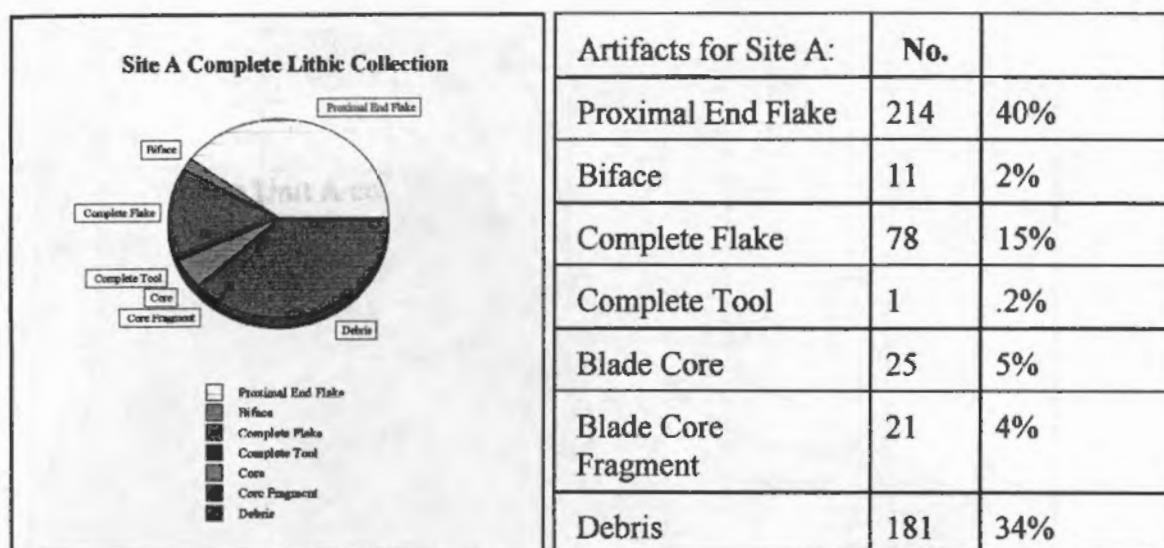 Site A Complete Lithic Collection
Proximal End Flake
Biface
Complete Flake
Complete Tool
Core
Core Fragment
Debris
Proximal End Flake
Biface
Complete Flake
Complete Tool
Core
Core Fragment
Debris
Artifacts for Site A: No.
Proximal End Flake 214 40%
Biface 11 2%
Complete Flake 78 15%
Complete Tool 1 .2%
Blade Core 25 5%
Blade Core 21 4%
Fragment
Debris 181 34%